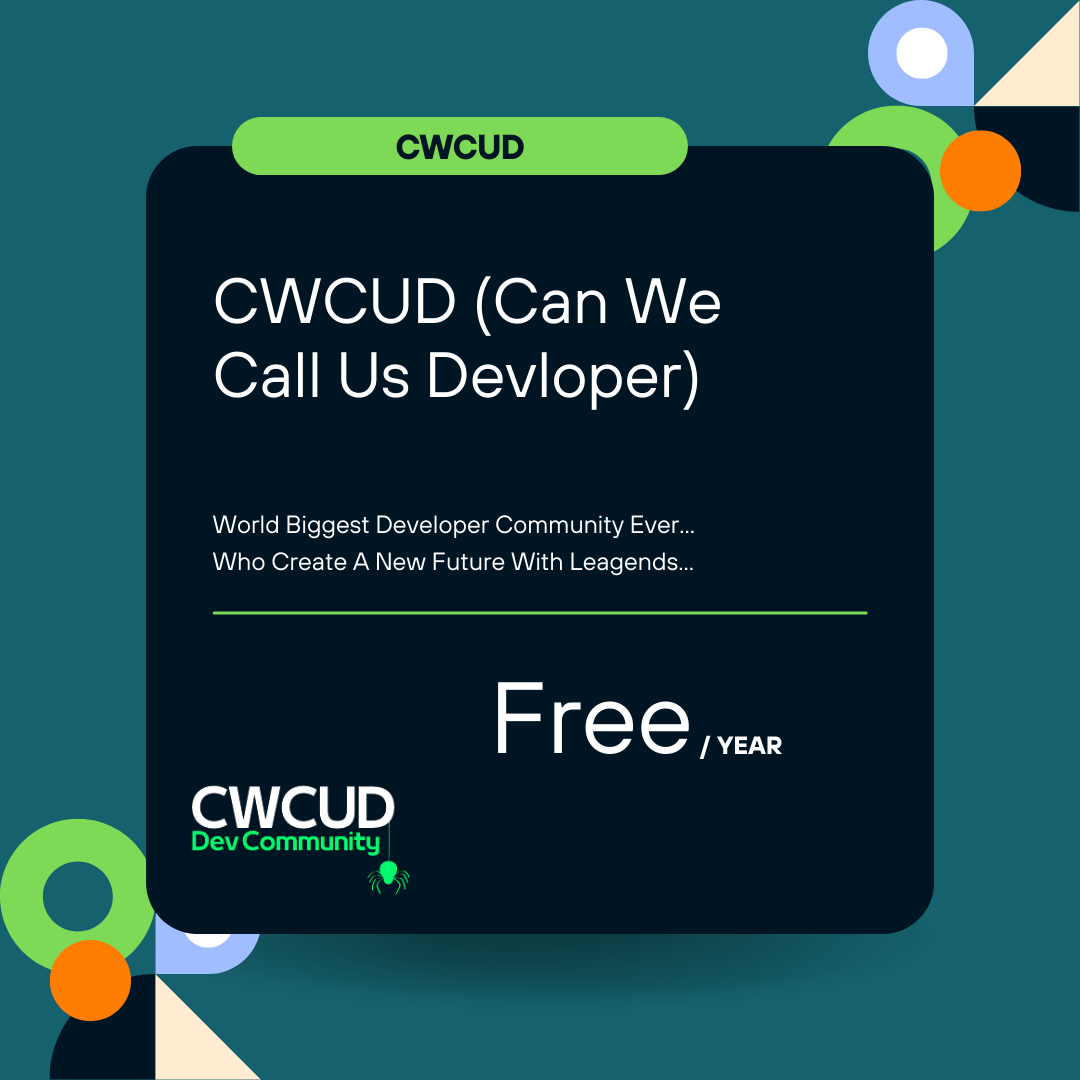 CWCUD
CWCUD (Can We
Call Us Devloper)
World Biggest Developer Community Ever...
Who Create A New Future With Leagends...
Free / YEAR
CWCUD
Dev Community